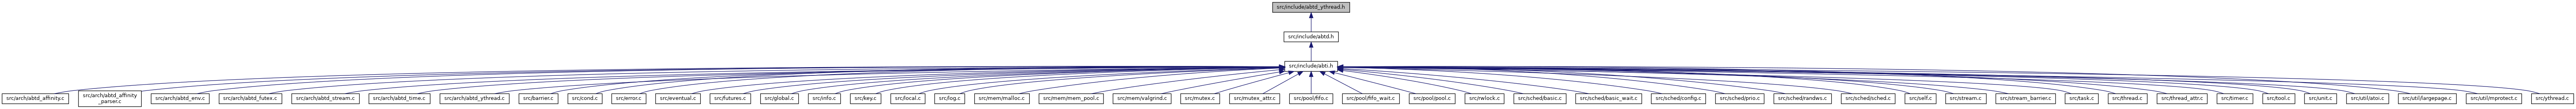 src/include/abtd_ythread.h
src/include/abtd.h
src/include/abti.h
src/arch/abtd_affinity.c
src/arch/abtd_affinity
_parser.c
src/arch/abtd_env.c
src/arch/abtd_futex.c
src/arch/abtd_stream.c
src/arch/abtd_time.c
src/arch/abtd_ythread.c
src/barrier.c
src/cond.c
src/error.c
src/eventual.c
src/futures.c
src/global.c
src/info.c
src/key.c
src/local.c
src/log.c
src/mem/malloc.c
src/mem/mem_pool.c
src/mem/valgrind.c
src/mutex.c
src/mutex_attr.c
src/pool/fifo.c
src/pool/fifo_wait.c
src/pool/pool.c
src/rwlock.c
src/sched/basic.c
src/sched/basic_wait.c
src/sched/config.c
src/sched/prio.c
src/sched/randws.c
src/sched/sched.c
src/self.c
src/stream.c
src/stream_barrier.c
src/task.c
src/thread.c
src/thread_attr.c
src/timer.c
src/tool.c
src/unit.c
src/util/atoi.c
src/util/largepage.c
src/util/mprotect.c
src/ythread.c